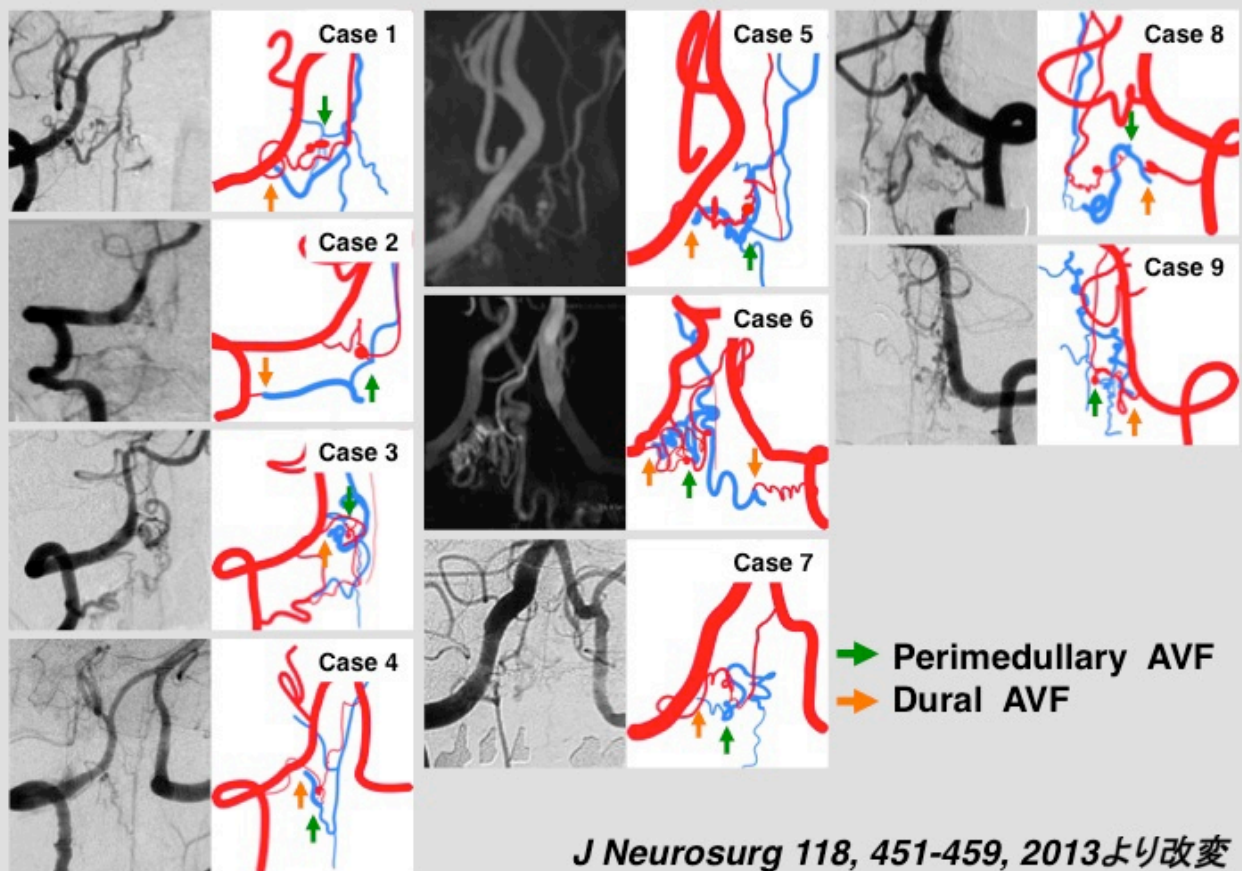 Case 1
Case 2
Case 3
Case 4
Case 5
Case 6
Case 7
Case 8
Case 9
Perimedullary AVF
Dural AVF
J Neurosurg 118, 451-459, 2013より改変